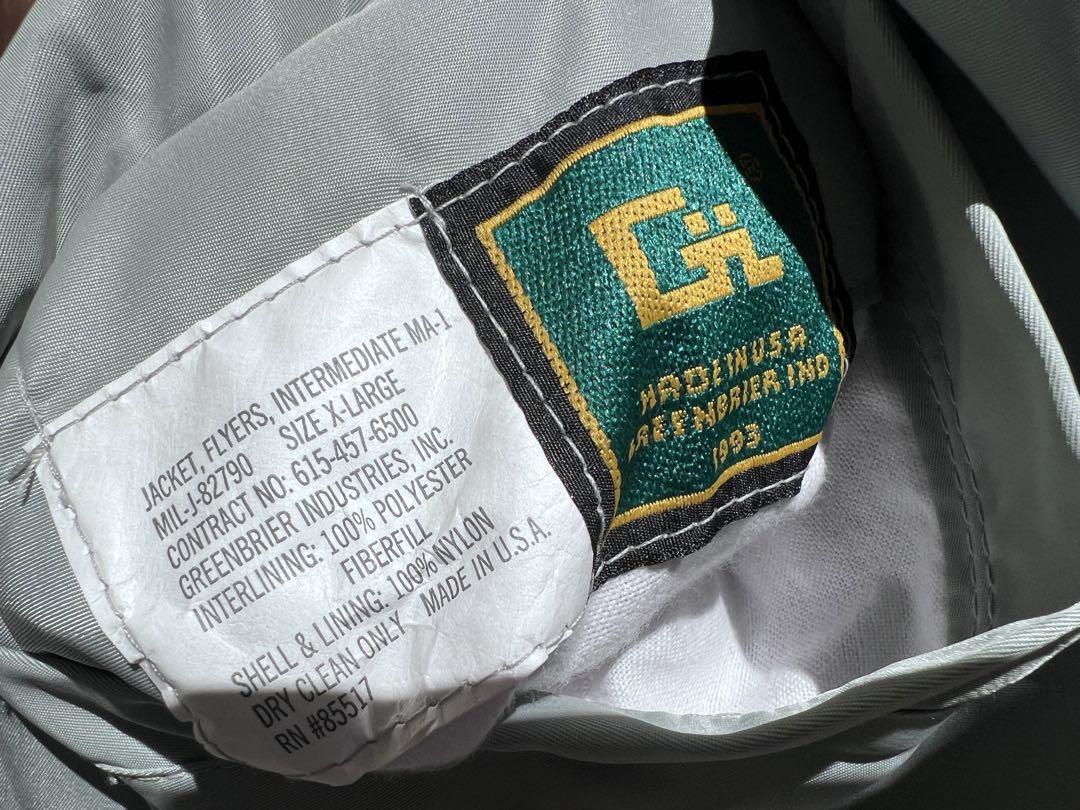 JACKET, FLYERS, INTERMEDIATE MA-1
MIL-J-82790 SIZE X-LARGE
CONTRACT NO: 615-457-6500
GREENBRIER INDUSTRIES, INC.
INTERLINING: 100% POLYESTER
FIBERFILL
SHELL & LINING: 100% NYLON
DRY CLEAN ONLY MADE IN U.S.A.
RN #85517
GI
®
MADE IN U.S.A
GREENBRIER IND
1993